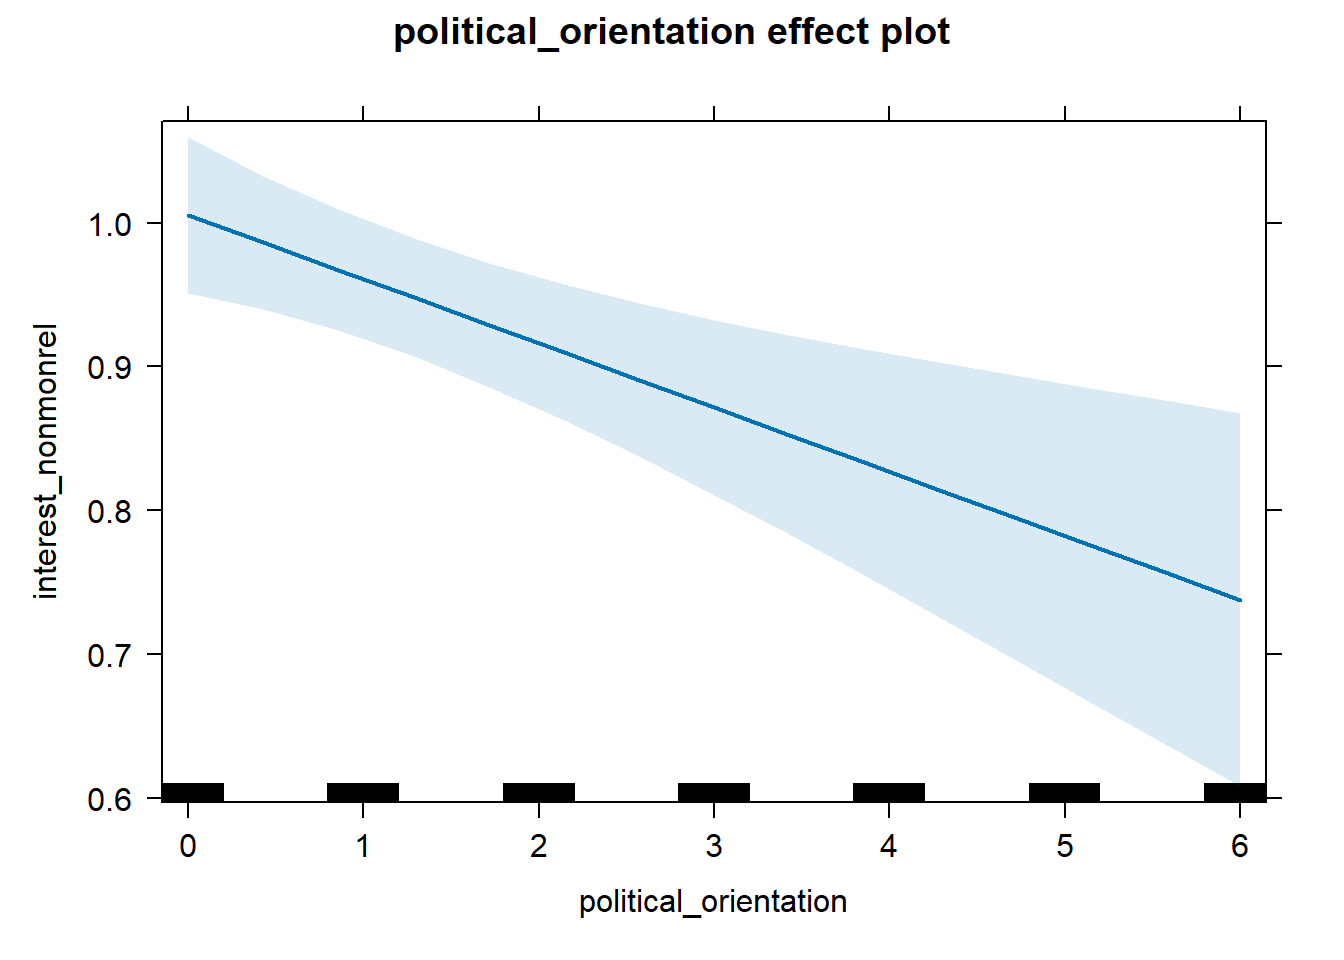 political_orientation effect plot
1.0
0.9
0.8
0.7
0.6
interest_nonmonrel
0 1 2 3 4 5 6
political_orientation